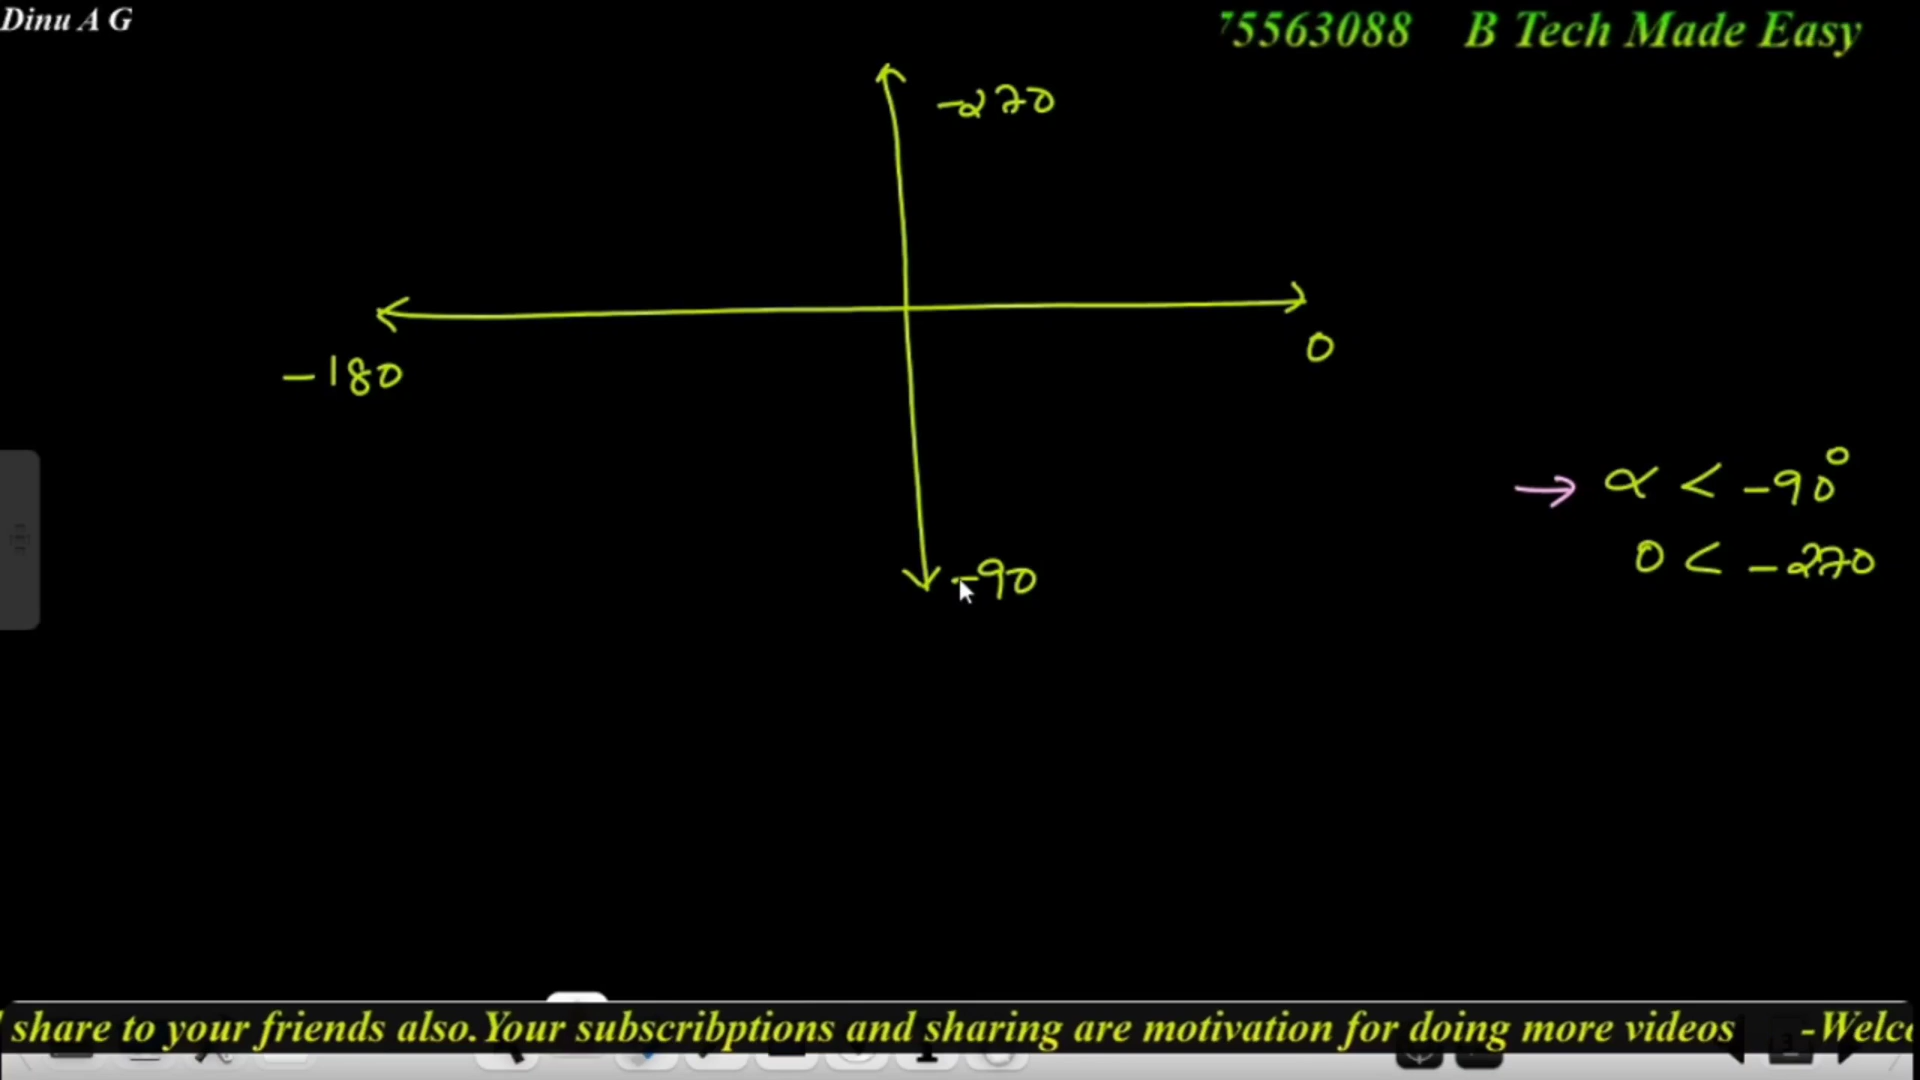 Dinu A G
75563088 B Tech Made Easy
-270
-180
0
∝ < -90°
0 < -270
-90
share to your friends also.Your subscribptions and sharing are motivation for doing more videos -Welc